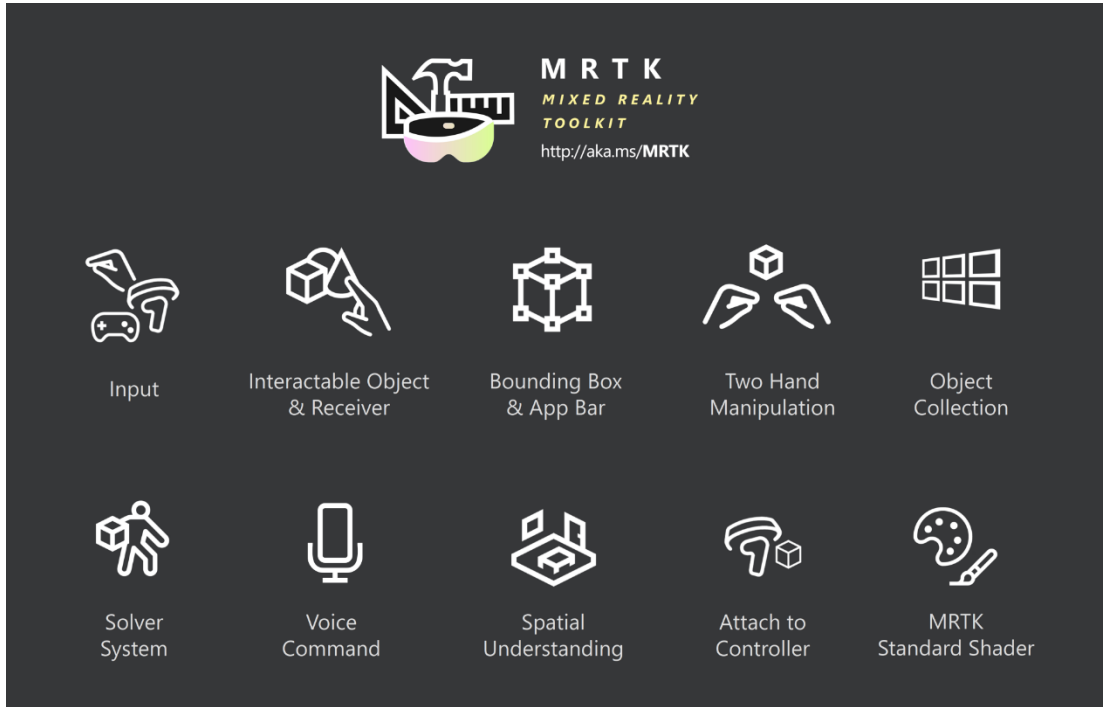 MRTK
MIXED REALITY
TOOLKIT
http://aka.ms/MRTK
Input
Interactable Object
& Receiver
Bounding Box
& App Bar
Two Hand
Manipulation
Object
Collection
Solver
System
Voice
Command
Spatial
Understanding
Attach to
Controller
MRTK
Standard Shader